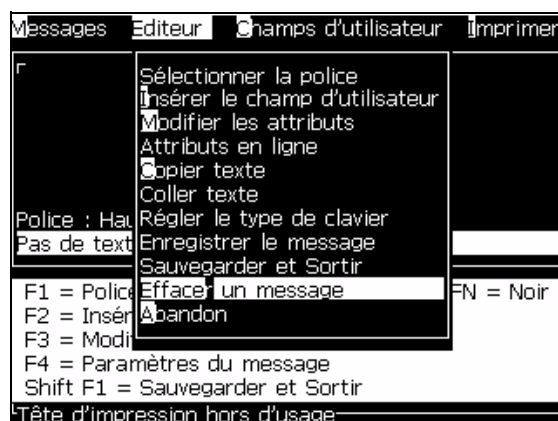 Messages Editeur Champs d'utilisateur Imprimer
Sélectionner la police
Insérer le champ d'utilisateur
Modifier les attributs
Attributs en ligne
Copier texte
Coller texte
Régler le type de clavier
Enregistrer le message
Sauvegarder et Sortir
Effacer un message
Abandon
Police : Hau
Pas de text
F1 = Police FN = Noir
F2 = Insér
F3 = Modi
F4 = Paramètres du message
Shift F1 = Sauvegarder et Sortir
Tête d'impression hors d'usage